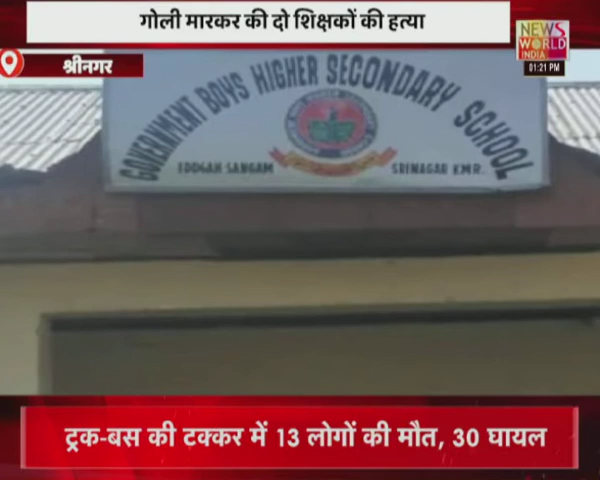 गोली मारकर की दो शिक्षकों की हत्या
NEWS
WORLD
INDIA
01:21 PM
श्रीनगर
GOVERNMENT BOYS HIGHER SECONDARY SCHOOL
EDDGAH SANGAM SRINAGAR KMR.
ट्रक-बस की टक्कर में 13 लोगों की मौत, 30 घायल